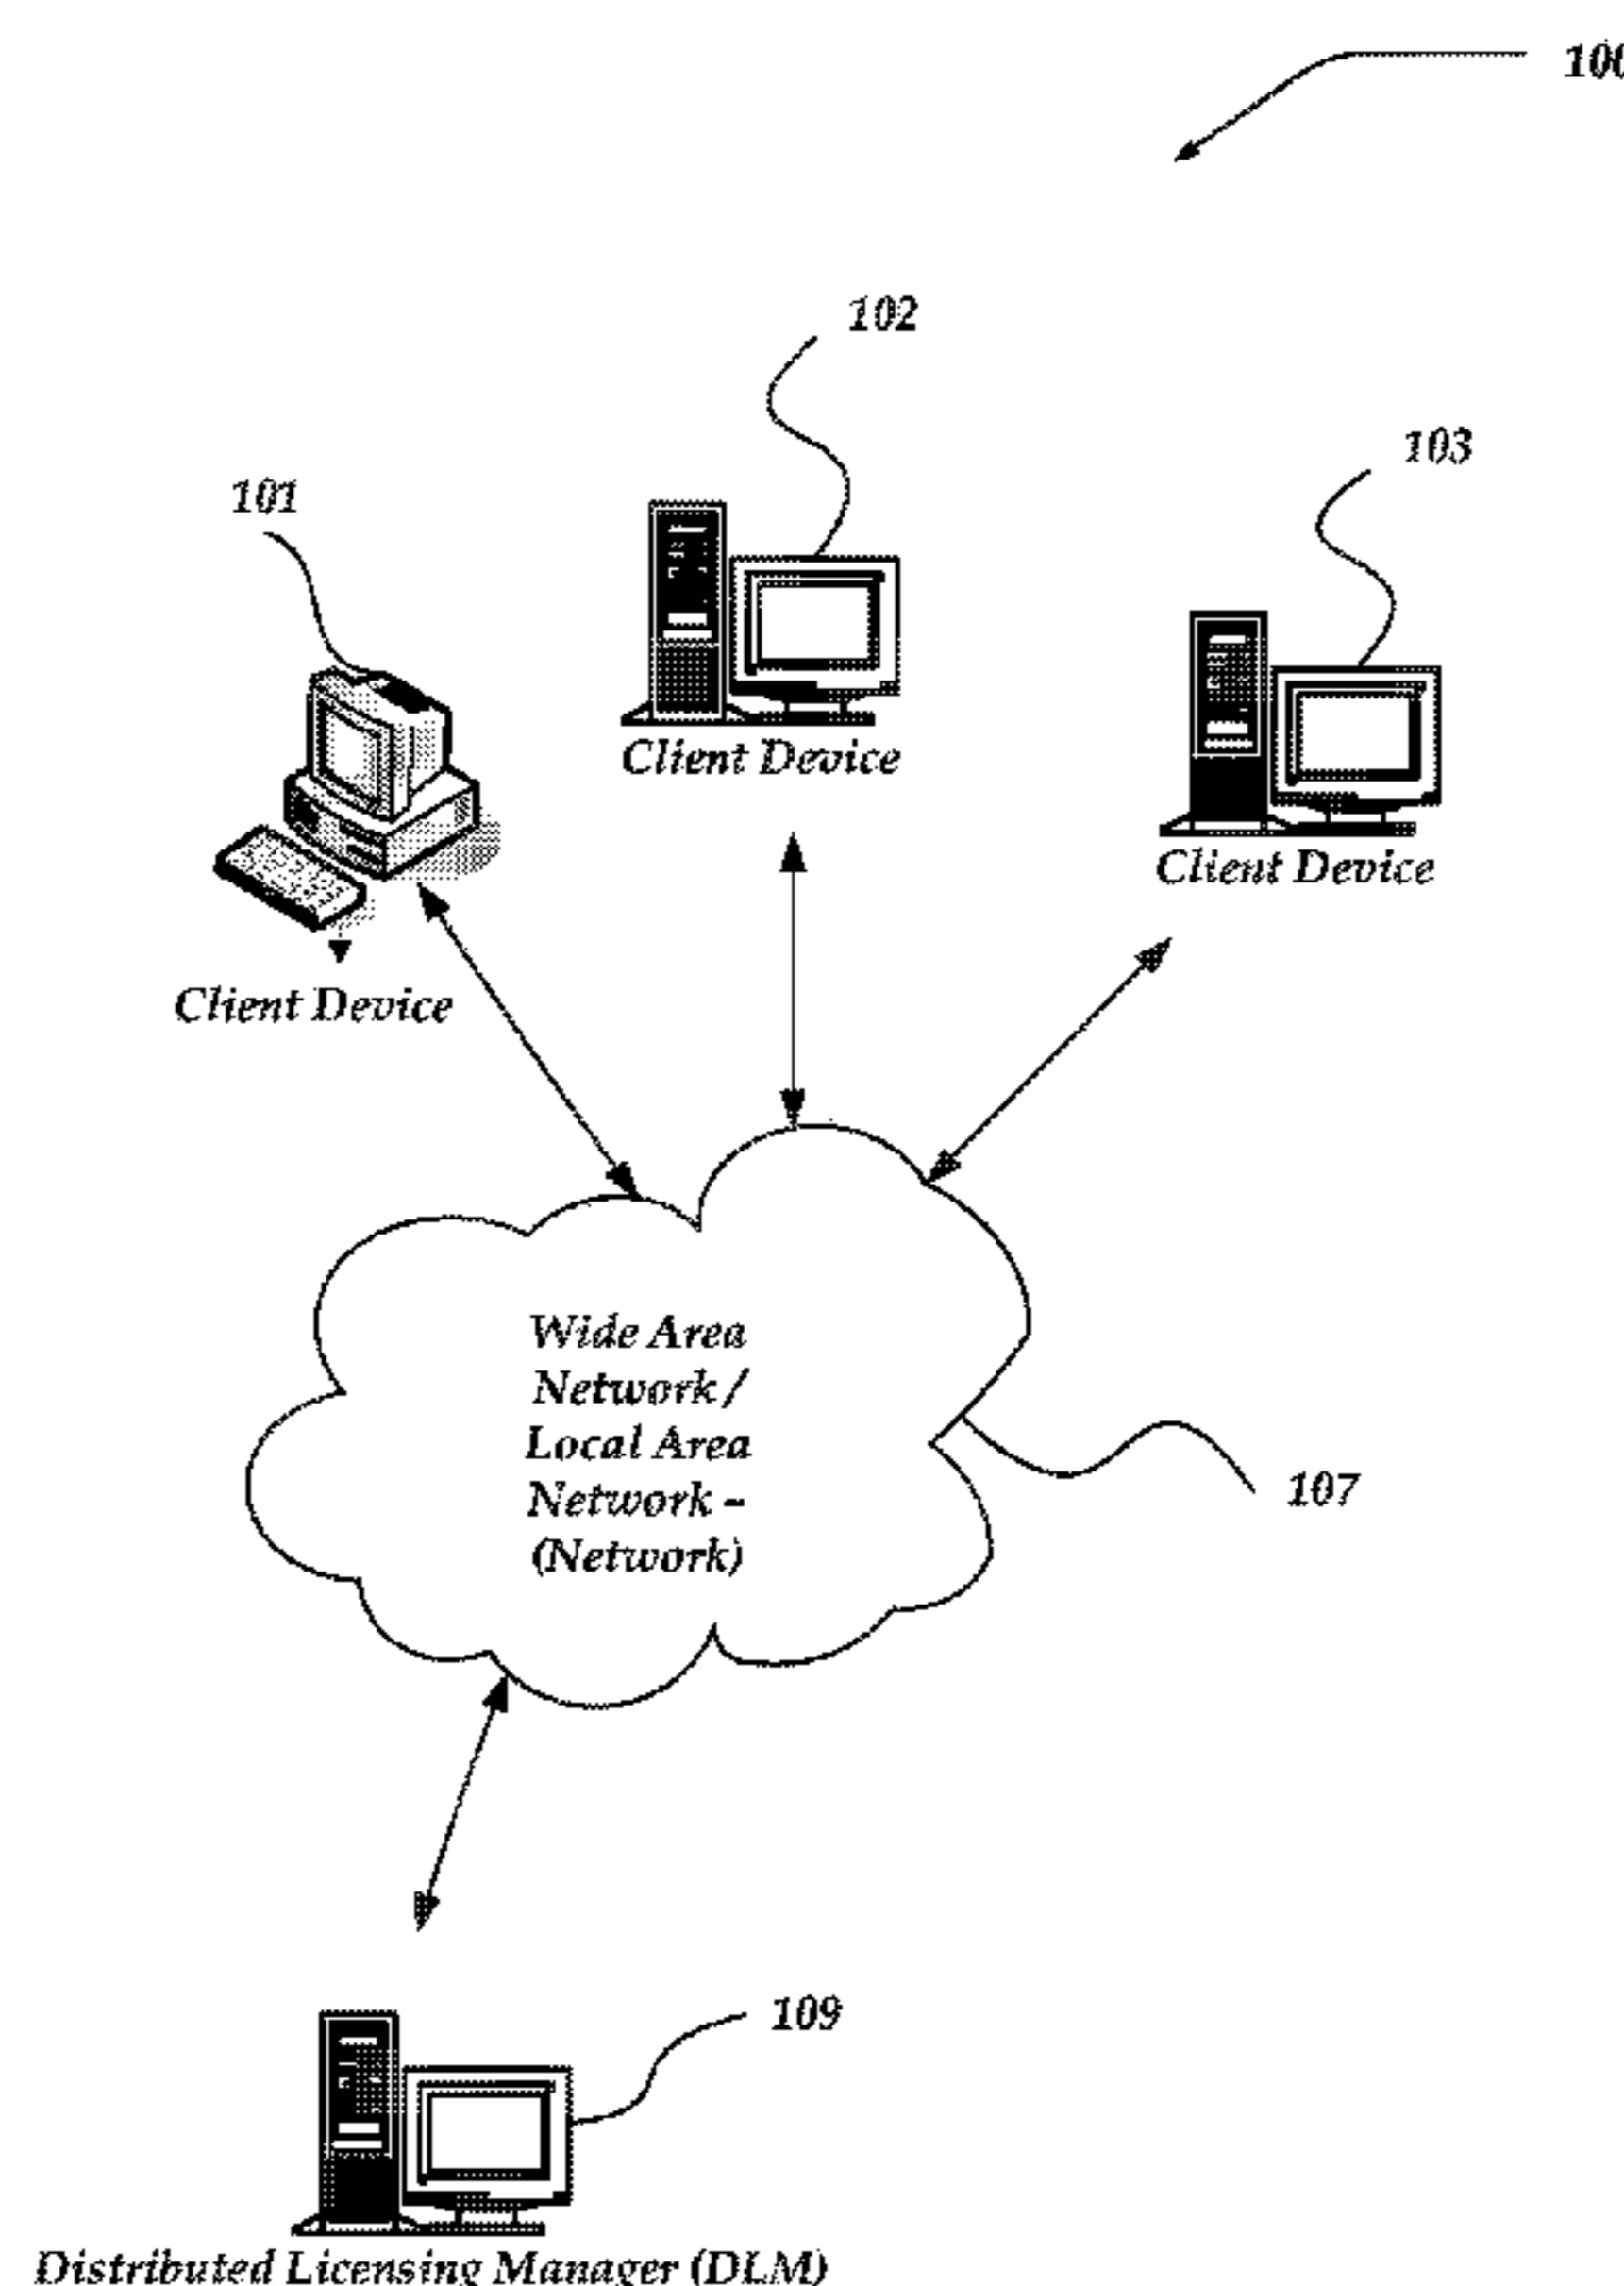 100
102
103
101
Client Device
Client Device
Client Device
Wide Area
Network /
Local Area
Network –
(Network)
107
109
Distributed Licensing Manager (DLM)